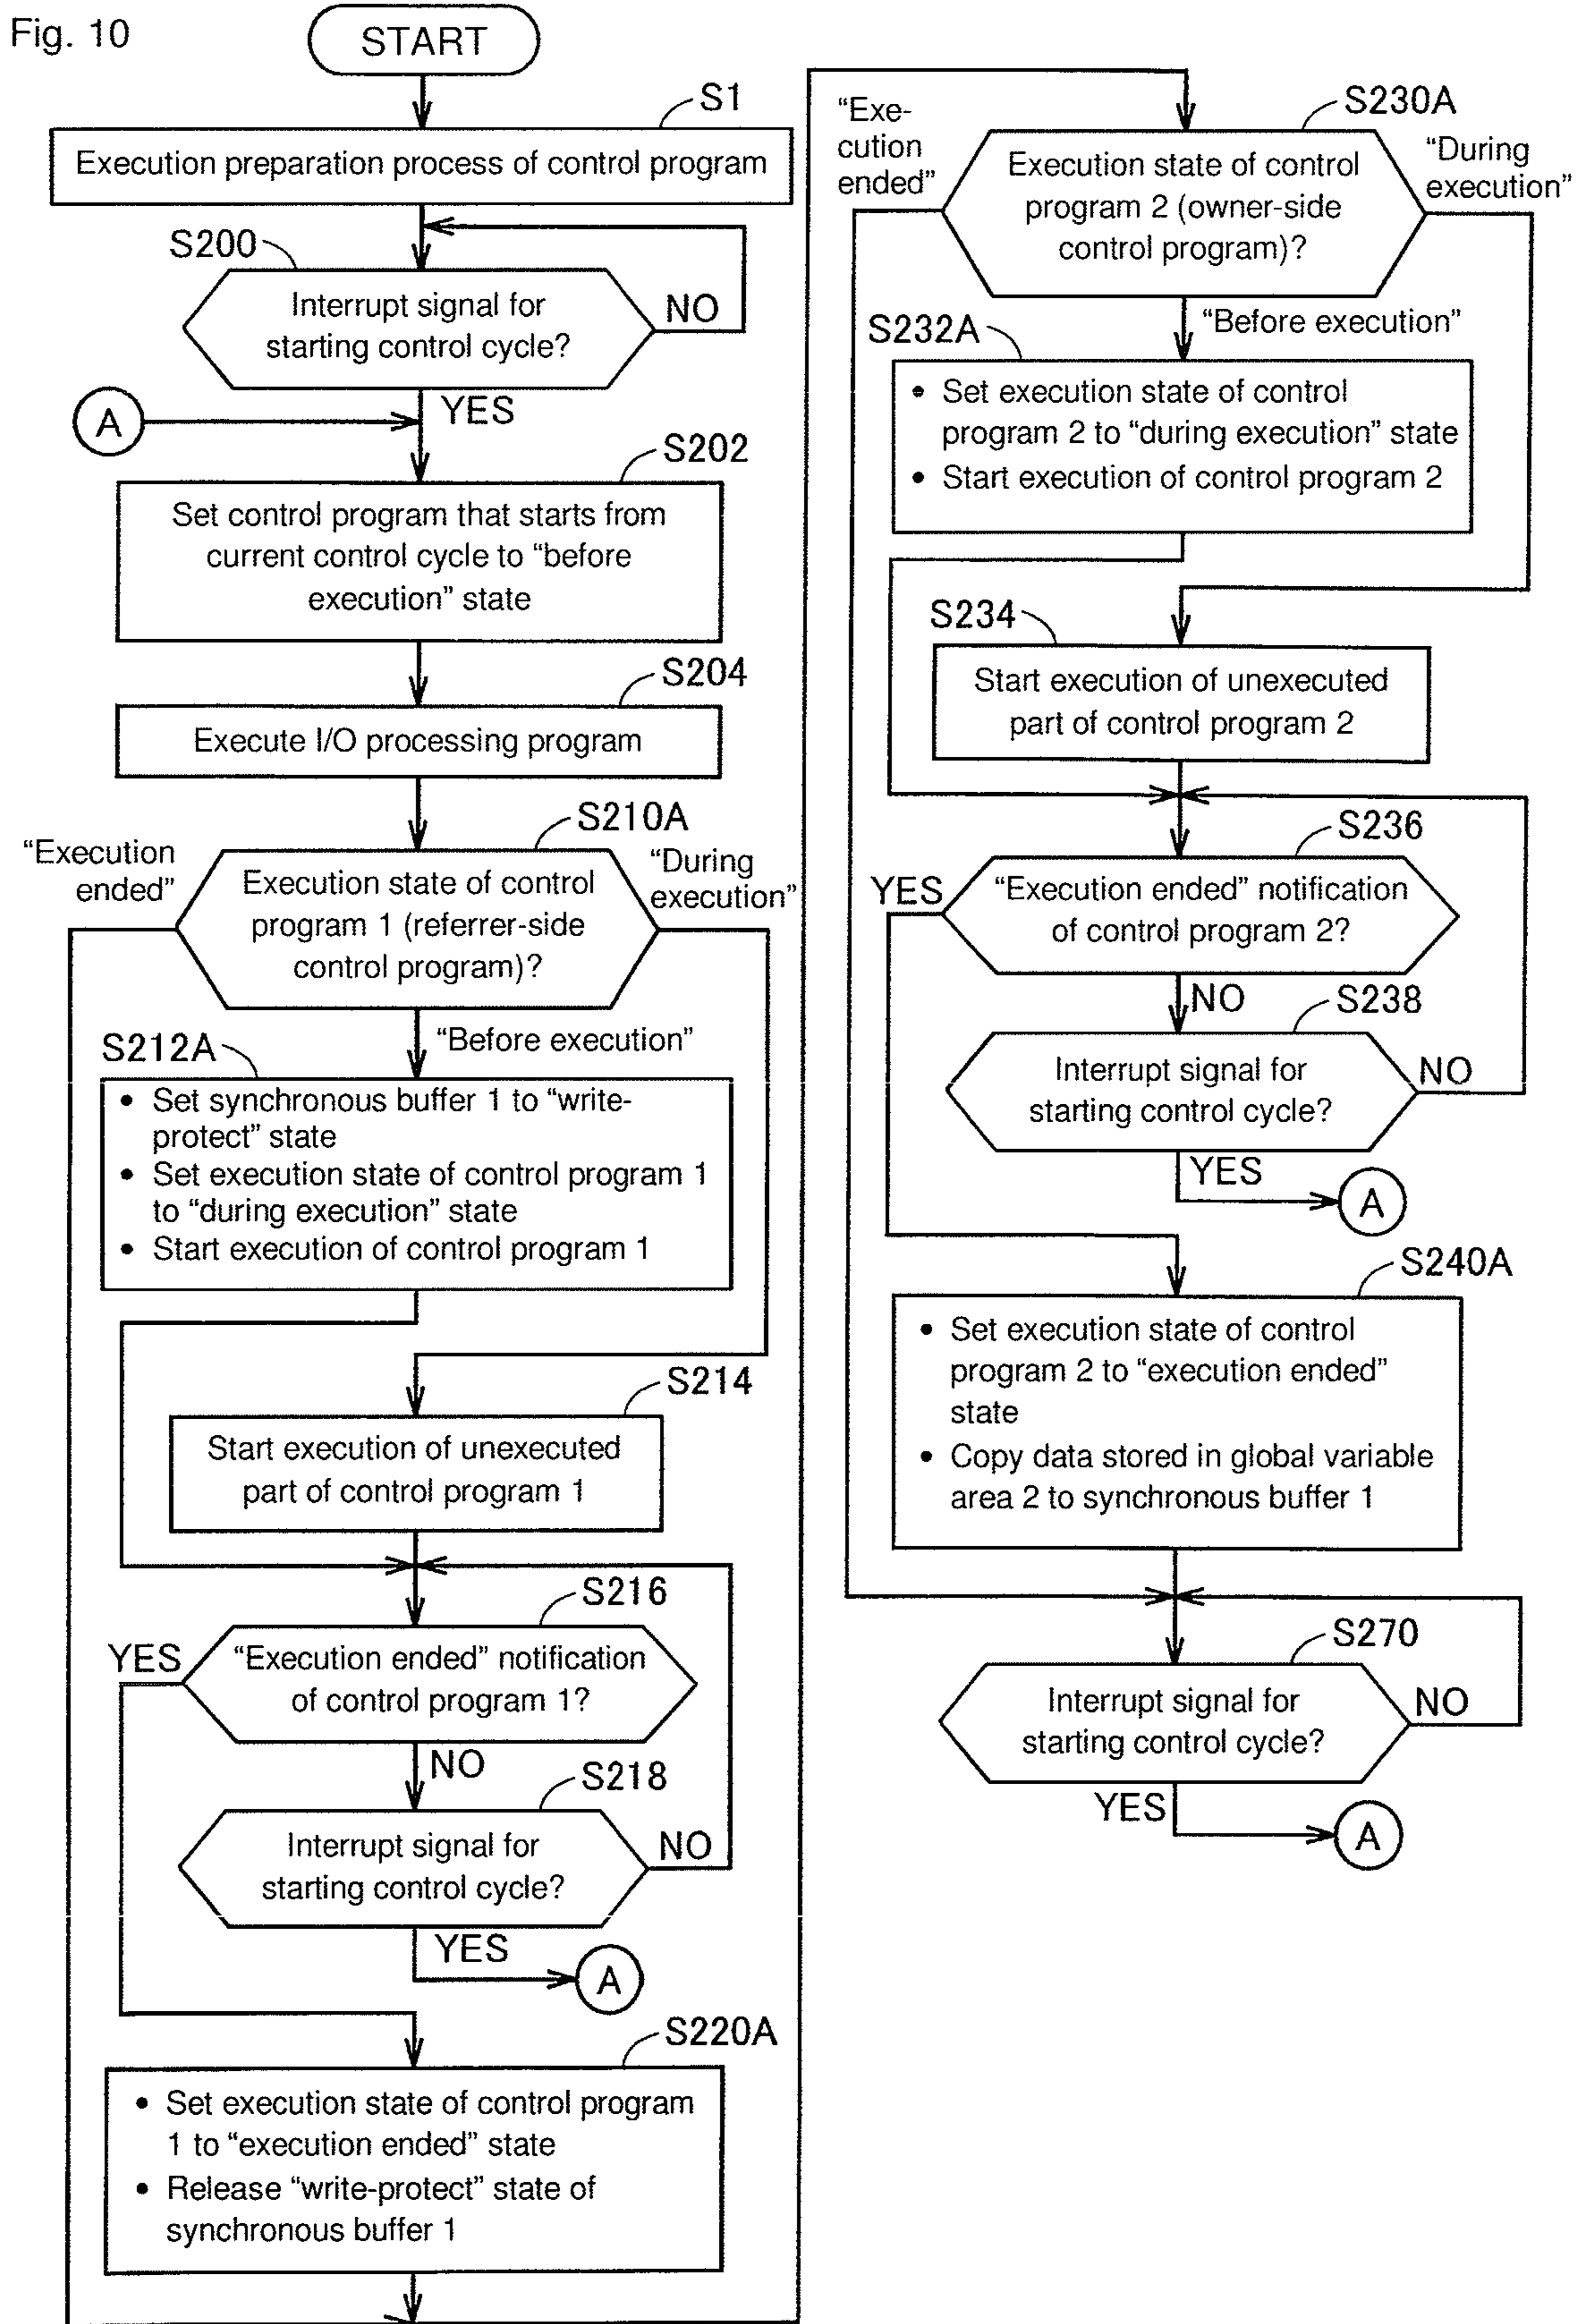 Fig. 10
START
S1
Execution preparation process of control program
S200
Interrupt signal for
starting control cycle?
NO
YES
A
S202
Set control program that starts from
current control cycle to “before
execution” state
S204
Execute I/O processing program
S210A
“Execution
ended”
Execution state of control
program 1 (referrer-side
control program)?
“During
execution”
“Before execution”
S212A
• Set synchronous buffer 1 to “write-
protect” state
• Set execution state of control program 1
to “during execution” state
• Start execution of control program 1
S214
Start execution of unexecuted
part of control program 1
S216
YES
“Execution ended” notification
of control program 1?
NO
S218
Interrupt signal for
starting control cycle?
NO
YES
A
S220A
• Set execution state of control program
1 to “execution ended” state
• Release “write-protect” state of
synchronous buffer 1
“Exe-
cution
ended”
S230A
Execution state of control
program 2 (owner-side
control program)?
“During
execution”
“Before execution”
S232A
• Set execution state of control
program 2 to “during execution” state
• Start execution of control program 2
S234
Start execution of unexecuted
part of control program 2
S236
YES
“Execution ended” notification
of control program 2?
NO
S238
Interrupt signal for
starting control cycle?
NO
YES
A
S240A
• Set execution state of control
program 2 to “execution ended”
state
• Copy data stored in global variable
area 2 to synchronous buffer 1
S270
Interrupt signal for
starting control cycle?
NO
YES
A